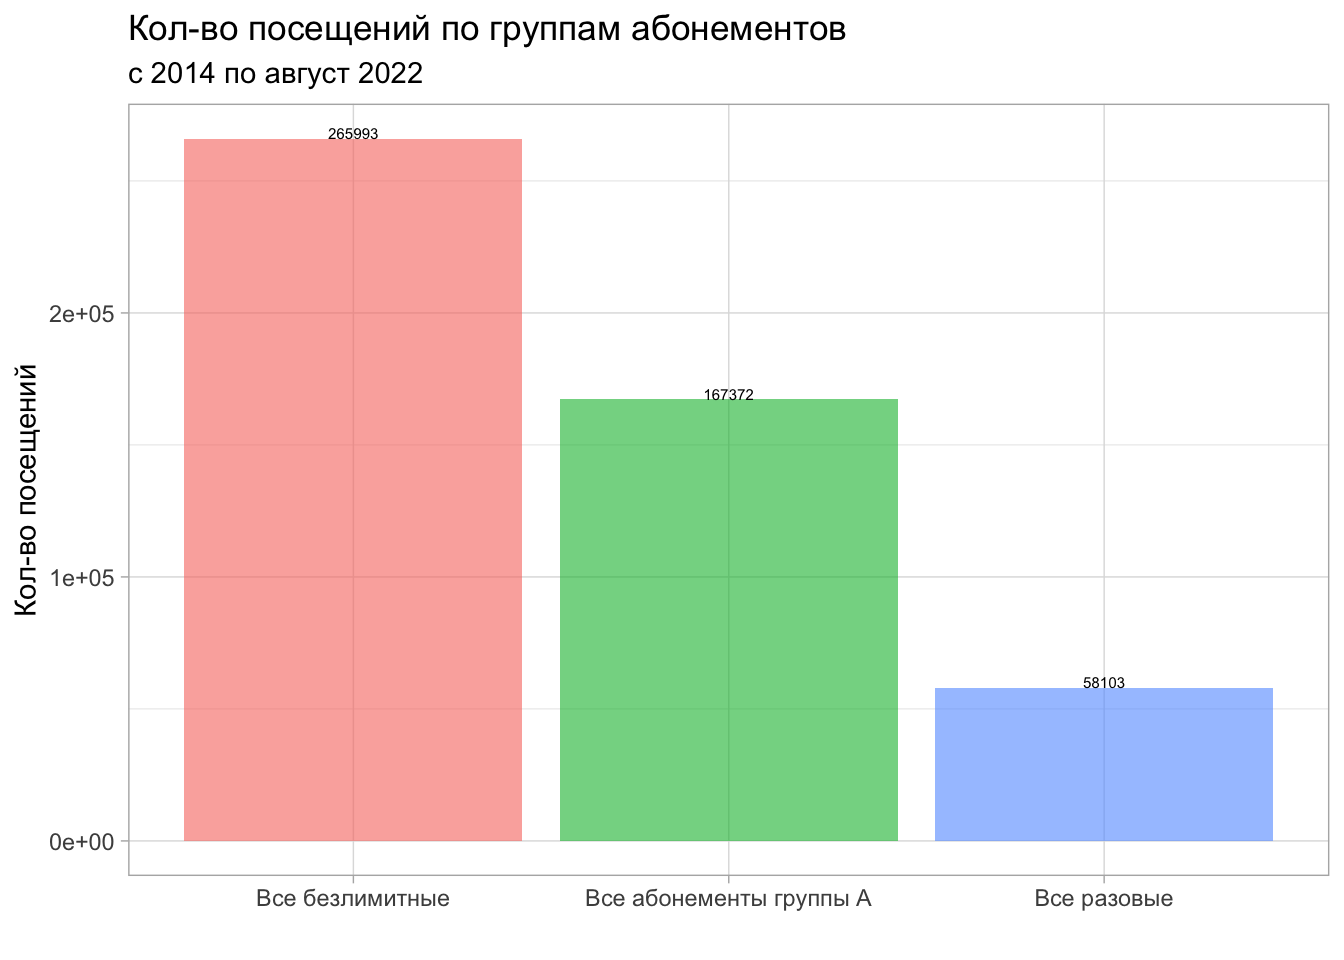 Кол-во посещений по группам абонементов
с 2014 по август 2022
Кол-во посещений
2e+05
1e+05
0e+00
265993
167372
58103
Все безлимитные
Все абонементы группы А
Все разовые